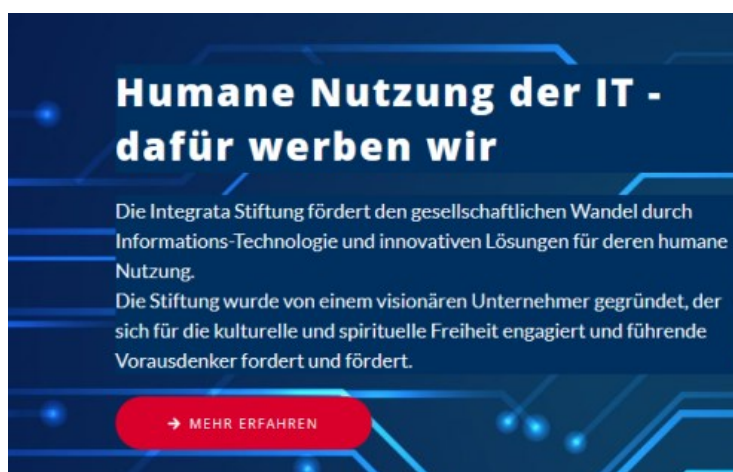 Humane Nutzung der IT -
dafür werben wir
Die Integrata Stiftung fördert den gesellschaftlichen Wandel durch
Informations-Technologie und innovativen Lösungen für deren humane
Nutzung.
Die Stiftung wurde von einem visionären Unternehmer gegründet, der
sich für die kulturelle und spirituelle Freiheit engagiert und führende
Vorausdenker fordert und fördert.
→ MEHR ERFAHREN